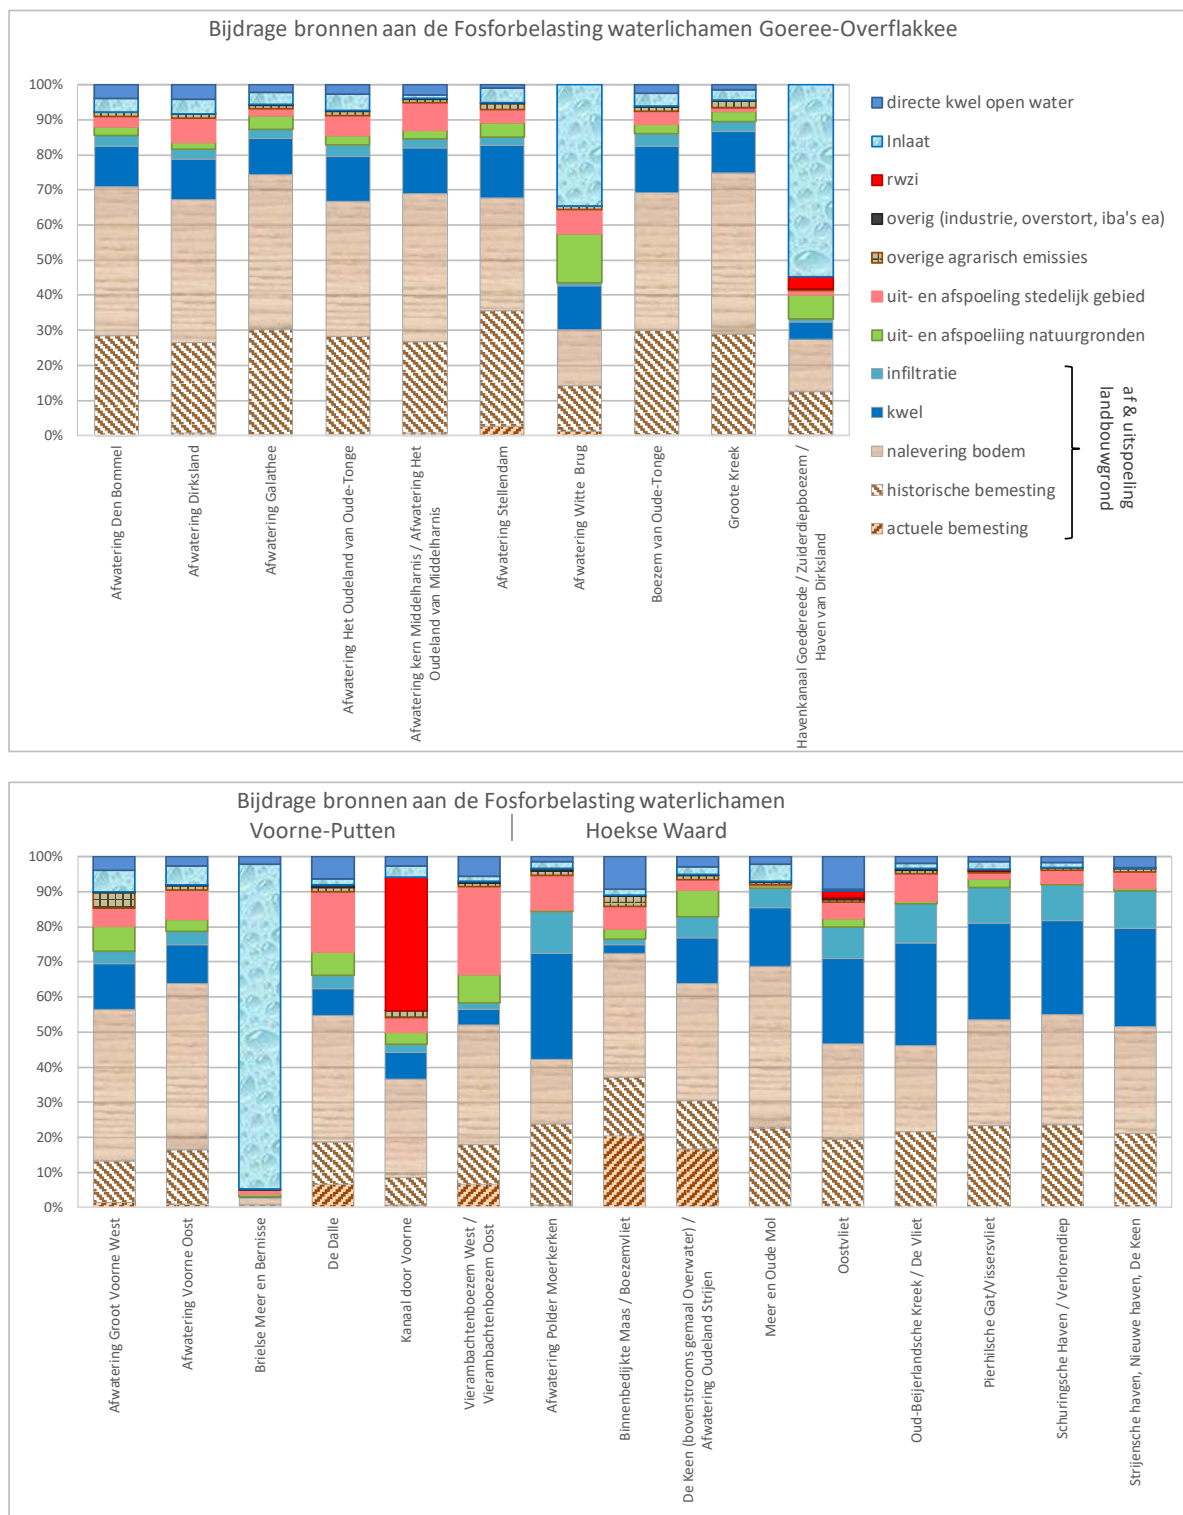 Bijdrage bronnen aan de Fosforbelasting waterlichamen Goeree-Overflakkee
100%
90%
80%
70%
60%
50%
40%
30%
20%
10%
0%
Afwatering Den Bommel
Afwatering Dirksland
Afwatering Galathee
Afwatering Het Oudeland van Oude-Tonge
Afwatering kern Middelharnis / Afwatering Het
Oudeland van Middelharnis
Afwatering Stellendam
Afwatering Witte Brug
Boezem van Oude-Tonge
Groote Kreek
Havenkanaal Goedereede / Zuiderdiepboezem /
Haven van Dirksland
directe kwel open water
Inlaat
rwzi
overig (industrie, overstort, iba's ea)
overige agrarisch emissies
uit- en afspoeling stedelijk gebied
uit- en afspoeliing natuurgronden
infiltratie
kwel
nalevering bodem
historische bemesting
actuele bemesting
af & uitspoeling
landbouwgrond
Bijdrage bronnen aan de Fosforbelasting waterlichamen
Voorne-Putten
Hoekse Waard
100%
90%
80%
70%
60%
50%
40%
30%
20%
10%
0%
Afwatering Groot Voorne West
Afwatering Voorne Oost
Brielse Meer en Bernisse
De Dalle
Kanaal door Voorne
Vierambachtenboezem West /
Vierambachtenboezem Oost
Afwatering Polder Moerkerken
Binnenbedijkte Maas / Boezemvliet
De Keen (bovenstrooms gemaal Overwater) /
Afwatering Oudeland Strijen
Meer en Oude Mol
Oostvliet
Oud-Beijerlandsche Kreek / De Vliet
Pierhilsche Gat/Vissersvliet
Schuringsche Haven / Verlorendiep
Strijensche haven, Nieuwe haven, De Keen